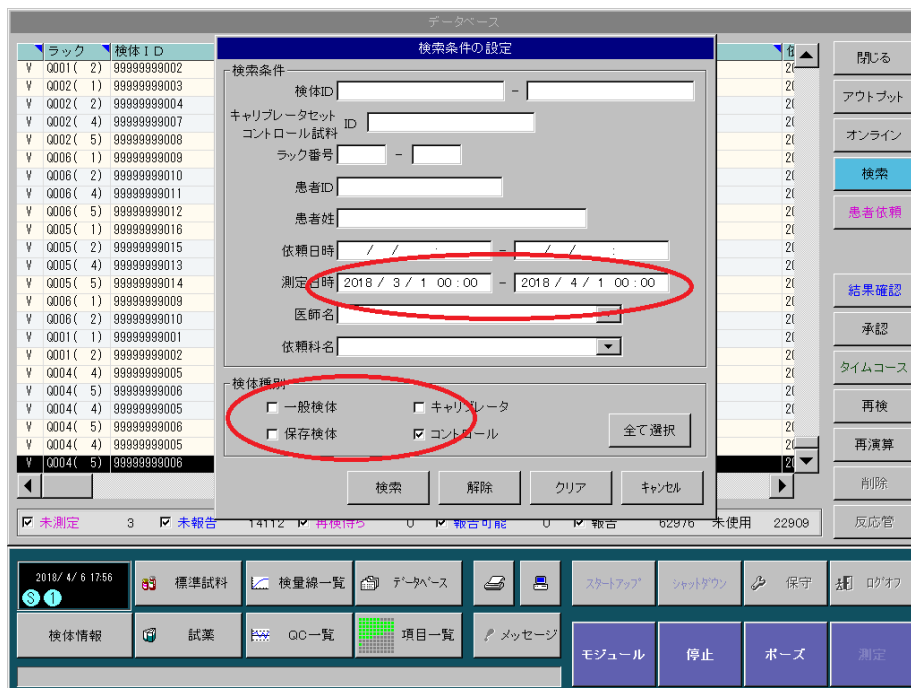 データベース
検索条件の設定
ラック 検体ID
V Q001( 2) 99999999002
V Q002( 1) 99999999003
V Q002( 2) 99999999004
V Q002( 4) 99999999007
V Q002( 5) 99999999008
V Q006( 1) 99999999009
V Q006( 2) 99999999010
V Q006( 4) 99999999011
V Q006( 5) 99999999012
V Q005( 1) 99999999016
V Q005( 2) 99999999015
V Q005( 4) 99999999013
V Q005( 5) 99999999014
V Q006( 1) 99999999009
V Q006( 2) 99999999010
V Q001( 1) 99999999001
V Q001( 2) 99999999002
V Q004( 4) 99999999005
V Q004( 5) 99999999006
V Q004( 4) 99999999005
V Q004( 5) 99999999006
V Q004( 4) 99999999005
V Q004( 5) 99999999006
検索条件
検体ID -
キャリブレータセット
コントロール試料 ID
ラック番号 -
患者ID
患者姓
依頼日時 / / : - / / :
測定日時 2018 / 3 / 1 00 : 00 - 2018 / 4 / 1 00 : 00
医師名
依頼科名
検体種別
一般検体 キャリブレータ
保存検体 コントロール
全て選択
検索 解除 クリア キャンセル
閉じる
アウトプット
オンライン
検索
患者依頼
結果確認
承認
タイムコース
再検
再演算
削除
反応管
未測定 3 未報告 14112 再検待ち 0 報告可能 0 報告 62976 未使用 22909
2018/ 4/ 6 17:56
S 1
標準試料 検量線一覧 データベース スタートアップ シャットダウン 保守 ログオフ
検体情報 試薬 QC一覧 項目一覧 メッセージ
モジュール 停止 ポーズ 測定